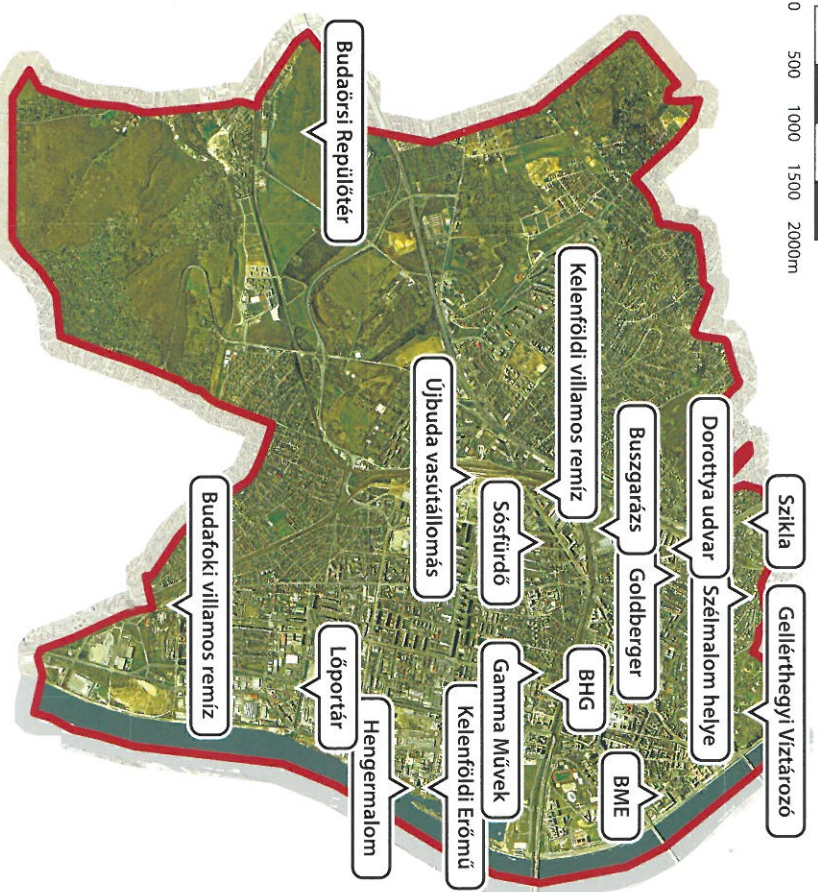 0 500 1000 1500 2000m
Szikla
Gellérthegyi Víztározó
Dorottya udvar
Szélmalom helye
Buszgarázs
Goldberger
BME
Kelenföldi villamos remíz
BHG
Sósfürdő
Gamma Művek
Újbuda vasútállomás
Kelenföldi Erőmű
Hengermalom
Budaörsi Repülőtér
Lőportár
Budafoki villamos remíz